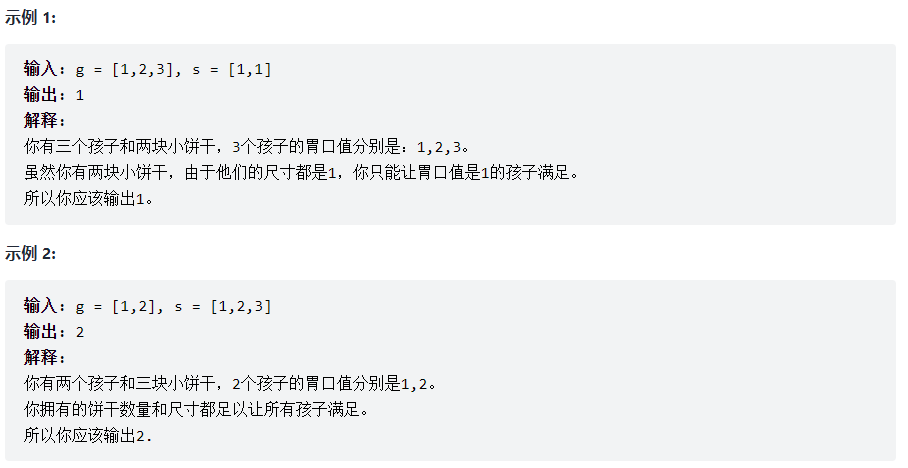 示例 1:
输入：g = [1,2,3], s = [1,1]
输出：1
解释：
你有三个孩子和两块小饼干，3个孩子的胃口值分别是：1,2,3。
虽然你有两块小饼干，由于他们的尺寸都是1，你只能让胃口值是1的孩子满足。
所以你应该输出1。
示例 2:
输入：g = [1,2], s = [1,2,3]
输出：2
解释：
你有两个孩子和三块小饼干，2个孩子的胃口值分别是1,2。
你拥有的饼干数量和尺寸都足以让所有孩子满足。
所以你应该输出2.